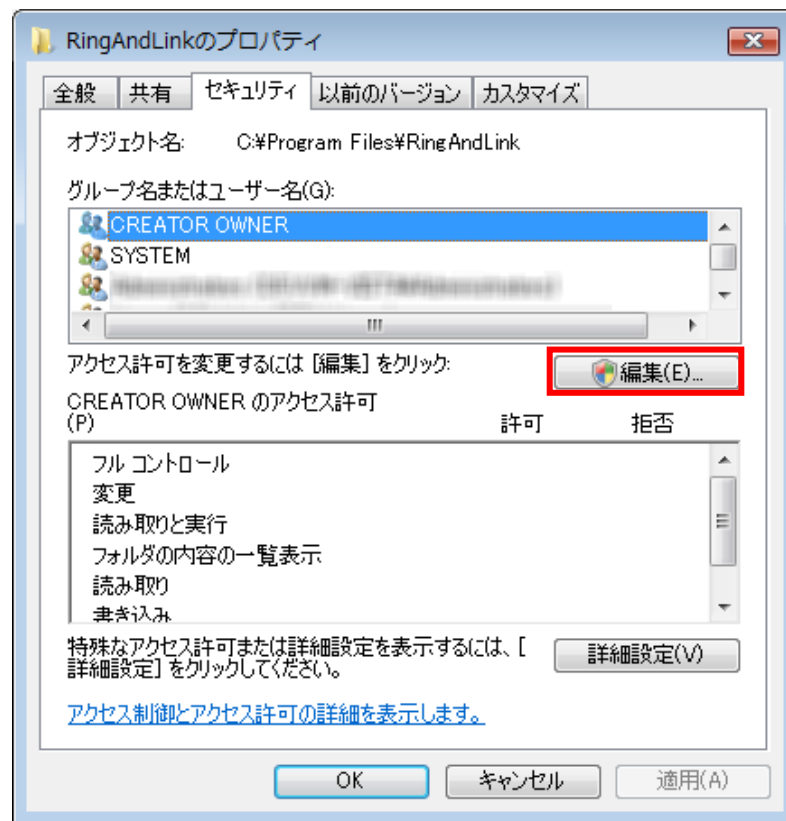 RingAndLinkのプロパティ
全般 共有 セキュリティ 以前のバージョン カスタマイズ
オブジェクト名: C:¥Program Files¥RingAndLink
グループ名またはユーザー名(G):
CREATOR OWNER
SYSTEM
アクセス許可を変更するには [編集] をクリック:
編集(E)...
CREATOR OWNER のアクセス許可
(P) 許可 拒否
フル コントロール
変更
読み取りと実行
フォルダの内容の一覧表示
読み取り
書き込み
特殊なアクセス許可または詳細設定を表示するには、[
詳細設定] をクリックしてください。
詳細設定(V)
アクセス制御とアクセス許可の詳細を表示します。
OK キャンセル 適用(A)